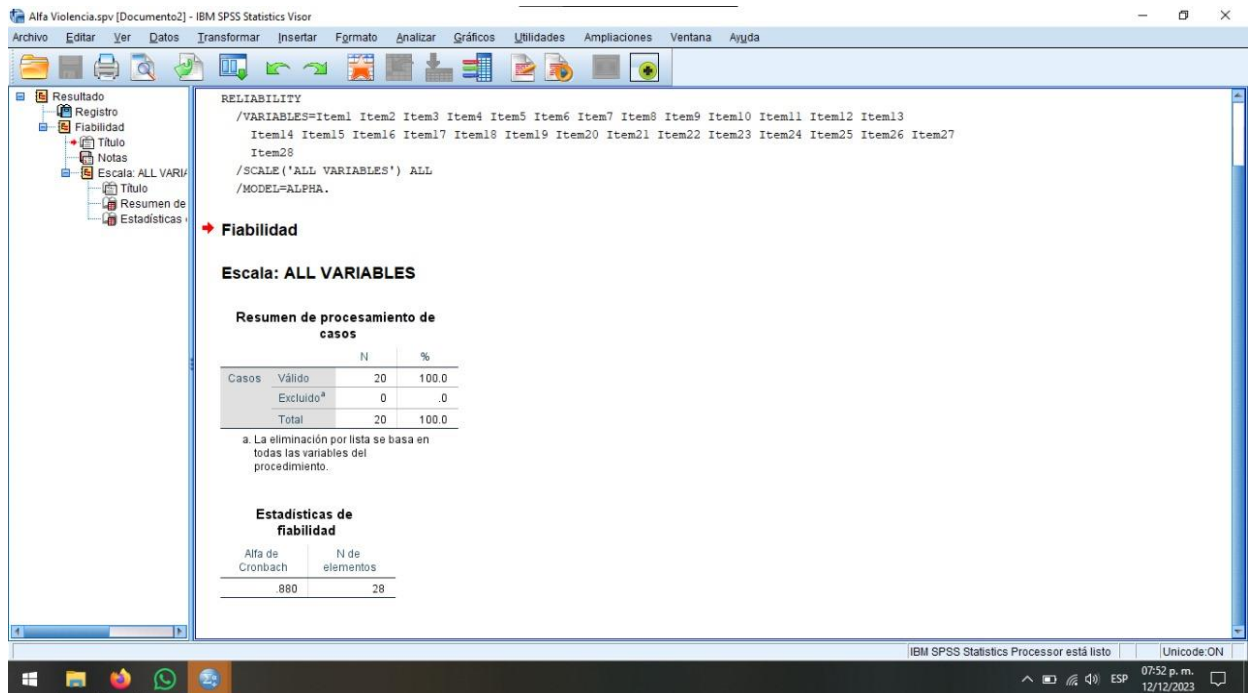 Alfa Violencia.spv [Documento2] - IBM SPSS Statistics Visor
Archivo Editar Ver Datos Transformar Insertar Formato Analizar Gráficos Utilidades Ampliaciones Ventana Ayuda
Resultado
Registro
Fiabilidad
Título
Notas
Escala: ALL VARIA
Título
Resumen de
Estadísticas
RELIABILITY
/VARIABLES=Item1 Item2 Item3 Item4 Item5 Item6 Item7 Item8 Item9 Item10 Item11 Item12 Item13
Item14 Item15 Item16 Item17 Item18 Item19 Item20 Item21 Item22 Item23 Item24 Item25 Item26 Item27
Item28
/SCALE('ALL VARIABLES') ALL
/MODEL=ALPHA.
Fiabilidad
Escala: ALL VARIABLES
Resumen de procesamiento de
casos
N %
Casos Válido 20 100.0
Excluido a 0 .0
Total 20 100.0
a. La eliminación por lista se basa en
todas las variables del
procedimiento.
Estadísticas de
fiabilidad
Alfa de N de
Cronbach elementos
.880 28
IBM SPSS Statistics Processor está listo Unicode:ON
ESP 07:52 p. m.
12/12/2023